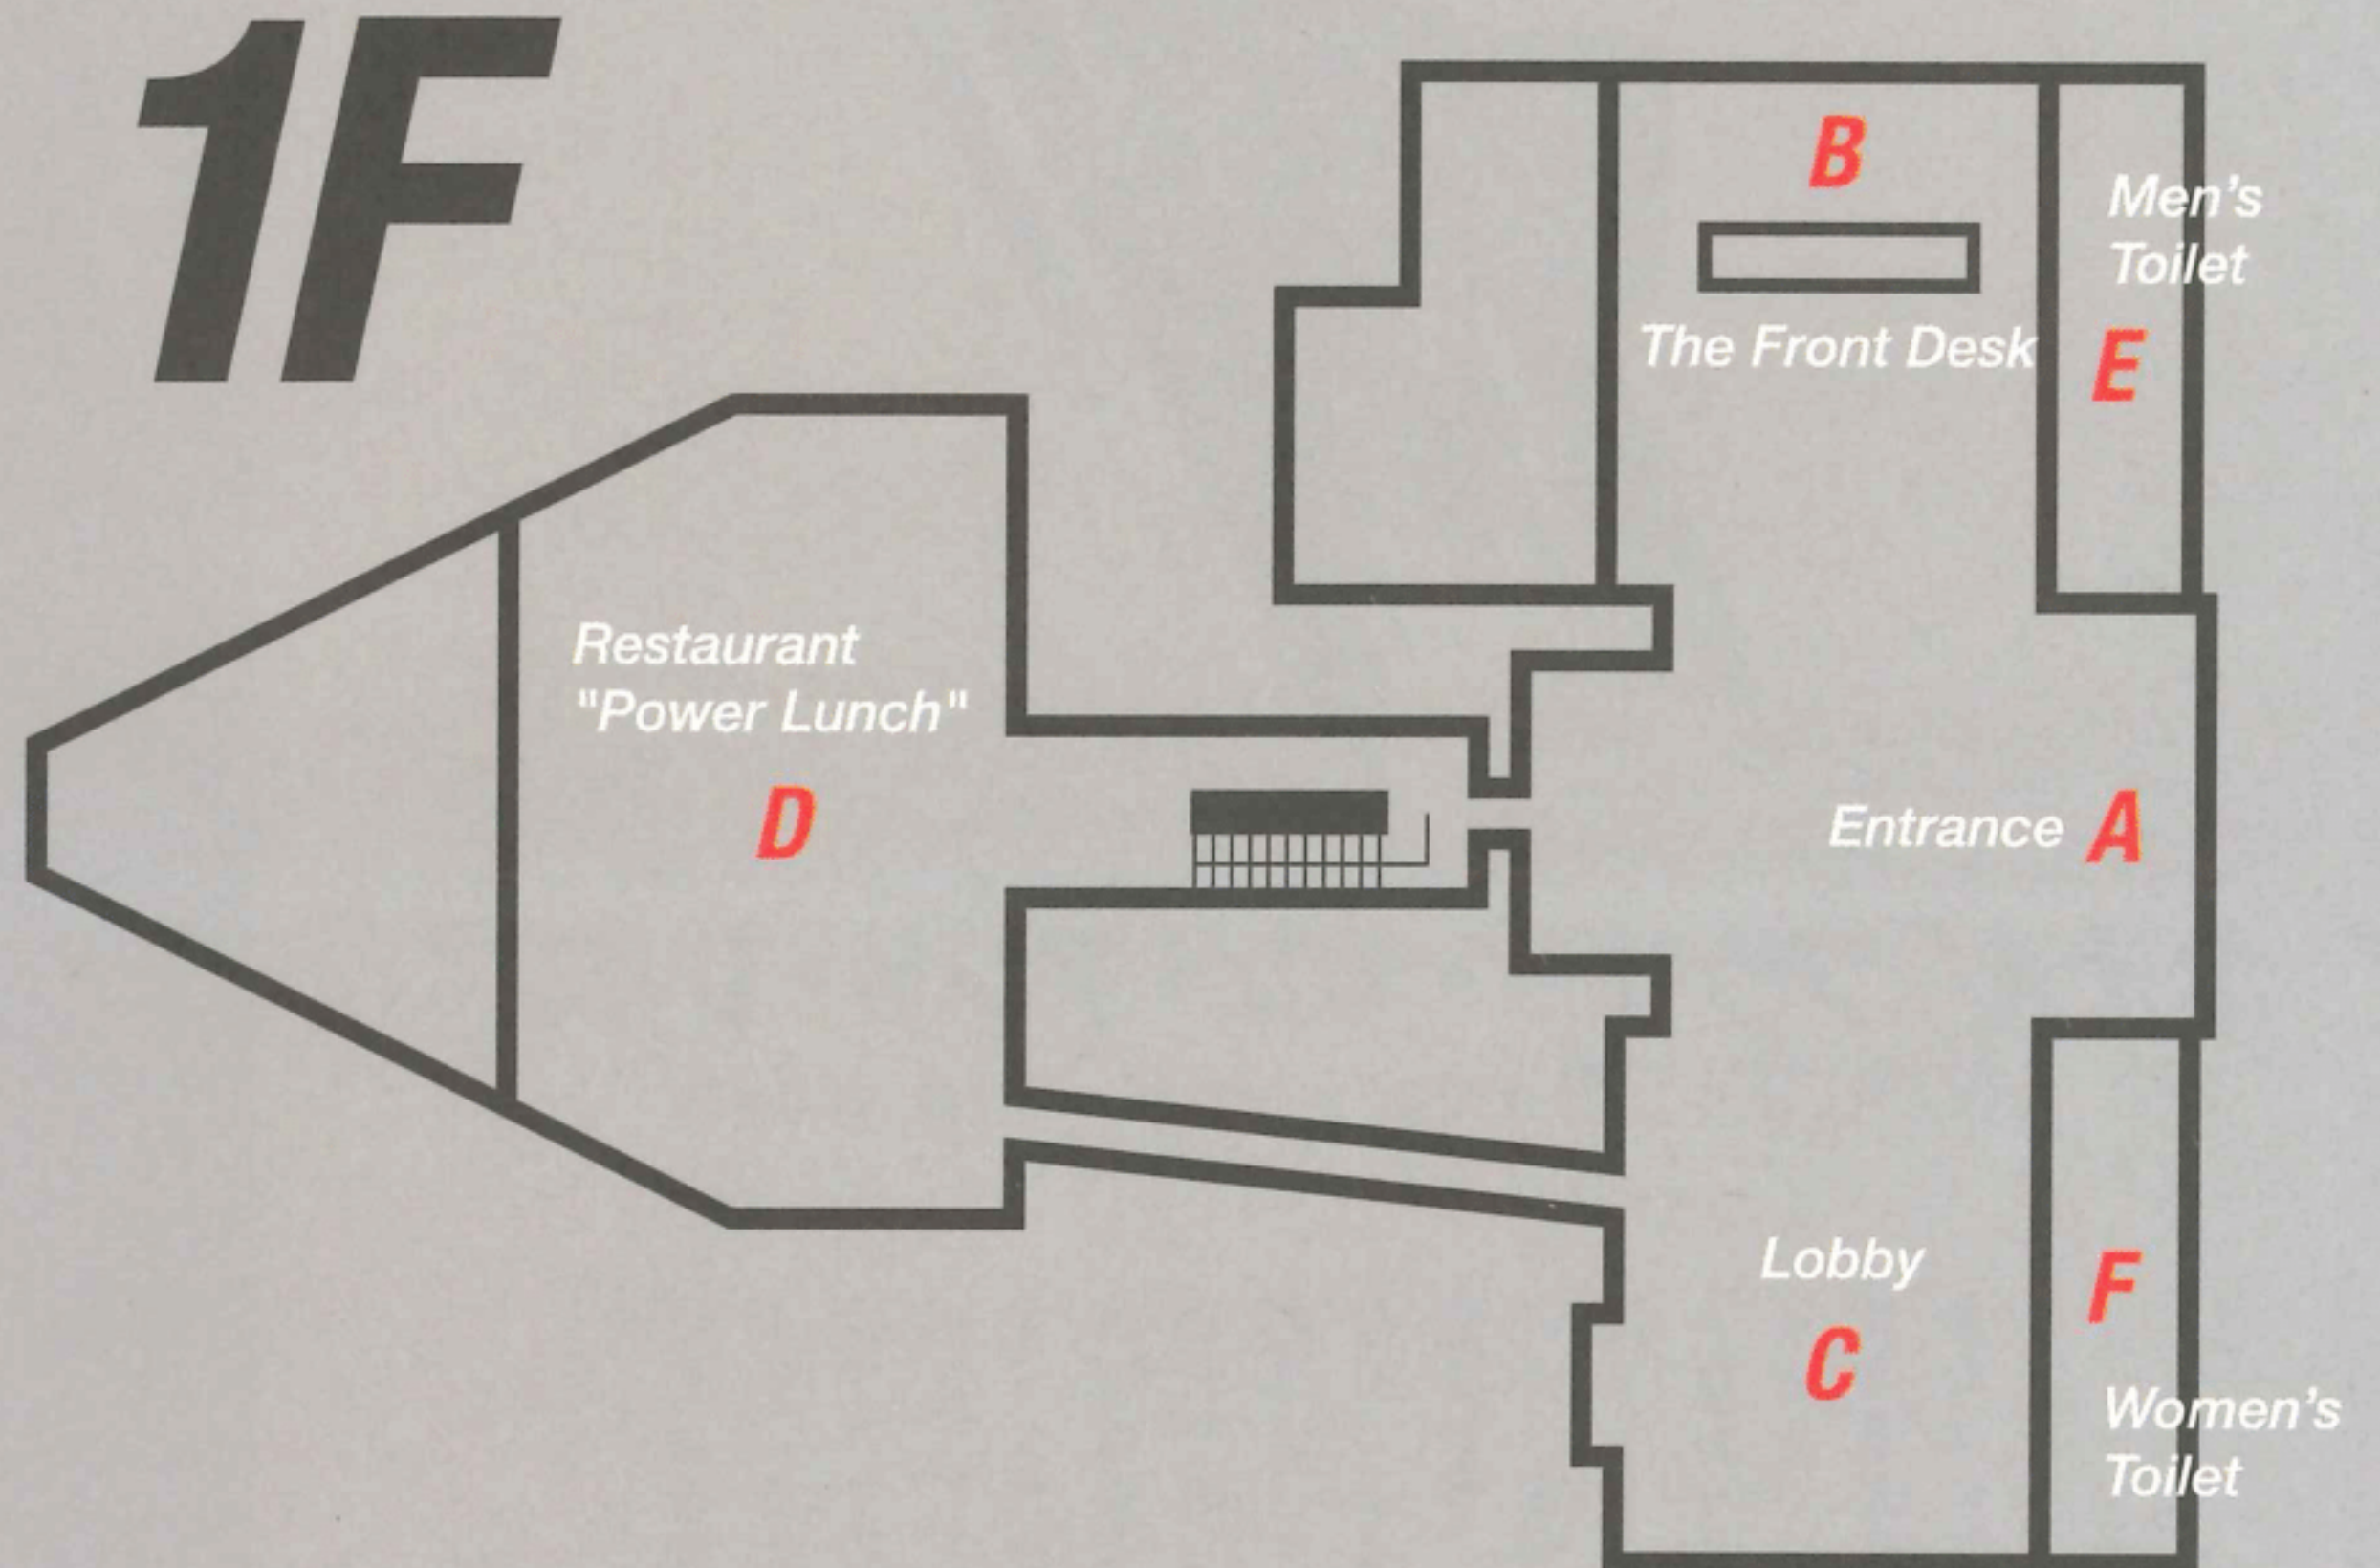 1F
B
Men's
Toilet
The Front Desk
E
Restaurant
"Power Lunch"
D
Entrance A
Lobby
C
F
Women's
Toilet